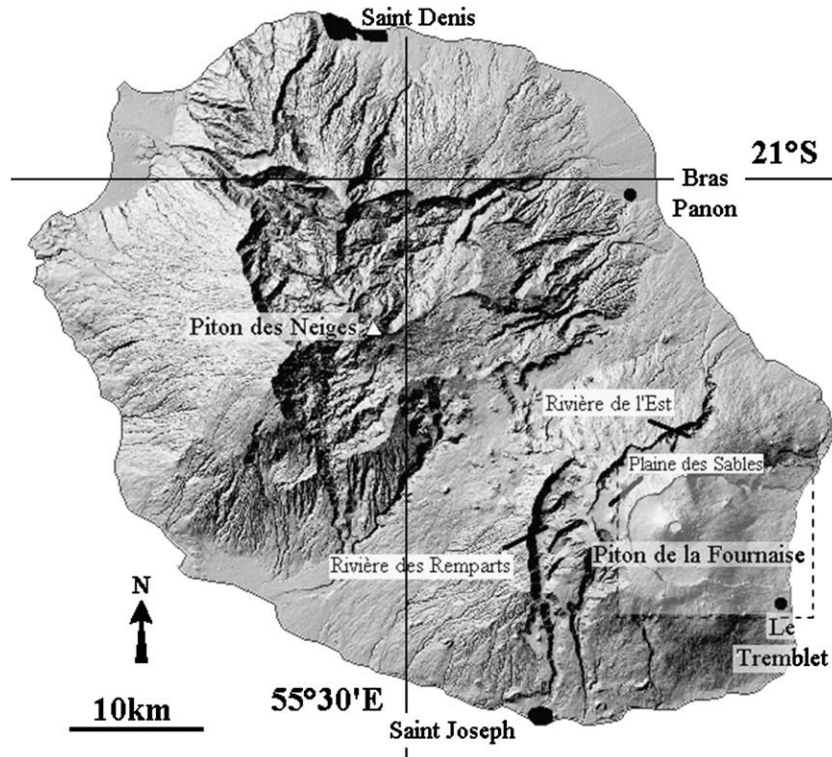 Saint Denis
21°S
Bras
Panon
Piton des Neiges
Rivière de l'Est
Plaine des Sables
Rivière des Remparts
Piton de la Fournaise
N
Le
Tremblet
55°30'E
10km
Saint Joseph